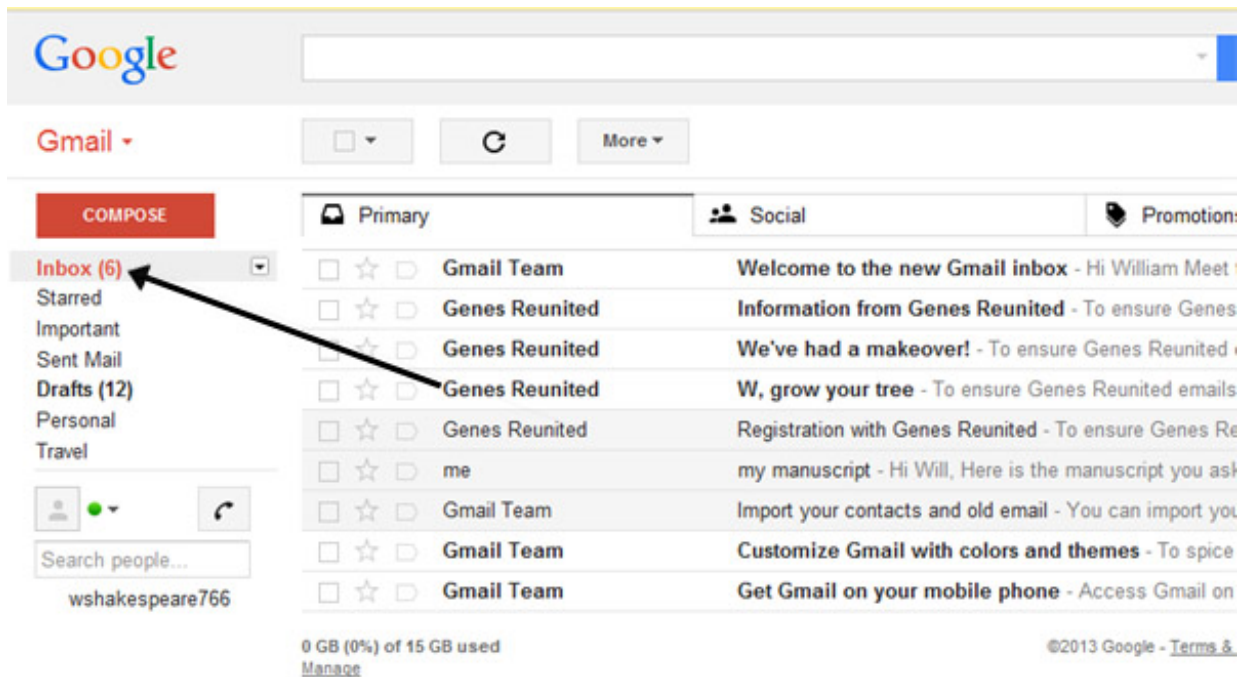 Google
Gmail
More
COMPOSE
Primary
Social
Promotions
Inbox (6)
Starred
Important
Sent Mail
Drafts (12)
Personal
Travel
Search people...
wshakespeare766
Gmail Team Welcome to the new Gmail inbox - Hi William Meet
Genes Reunited Information from Genes Reunited - To ensure Genes
Genes Reunited We've had a makeover! - To ensure Genes Reunited
Genes Reunited W, grow your tree - To ensure Genes Reunited emails
Genes Reunited Registration with Genes Reunited - To ensure Genes Re
me my manuscript - Hi Will, Here is the manuscript you ask
Gmail Team Import your contacts and old email - You can import you
Gmail Team Customize Gmail with colors and themes - To spice
Gmail Team Get Gmail on your mobile phone - Access Gmail on
0 GB (0%) of 15 GB used
Manage
©2013 Google - Terms &